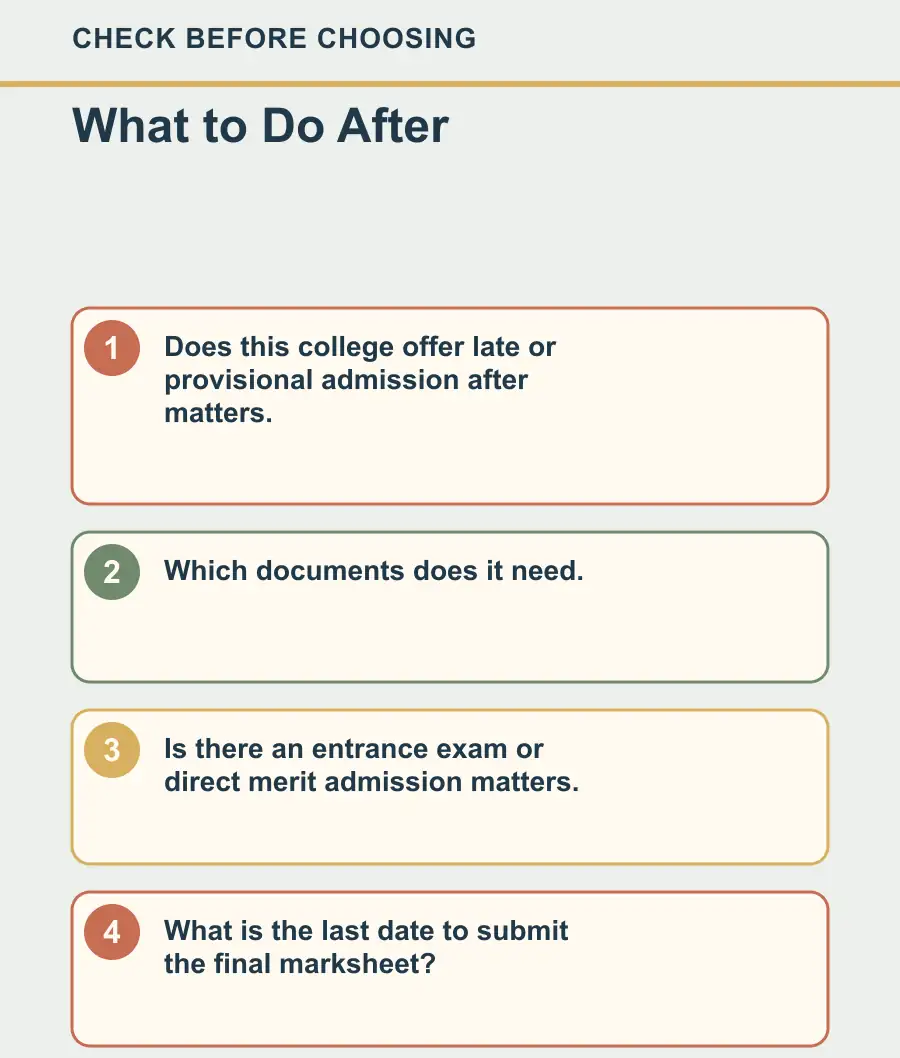 CHECK BEFORE CHOOSING
What to Do After
1
Does this college offer late or
provisional admission after
matters.
2
Which documents does it need.
3
Is there an entrance exam or
direct merit admission matters.
4
What is the last date to submit
the final marksheet?